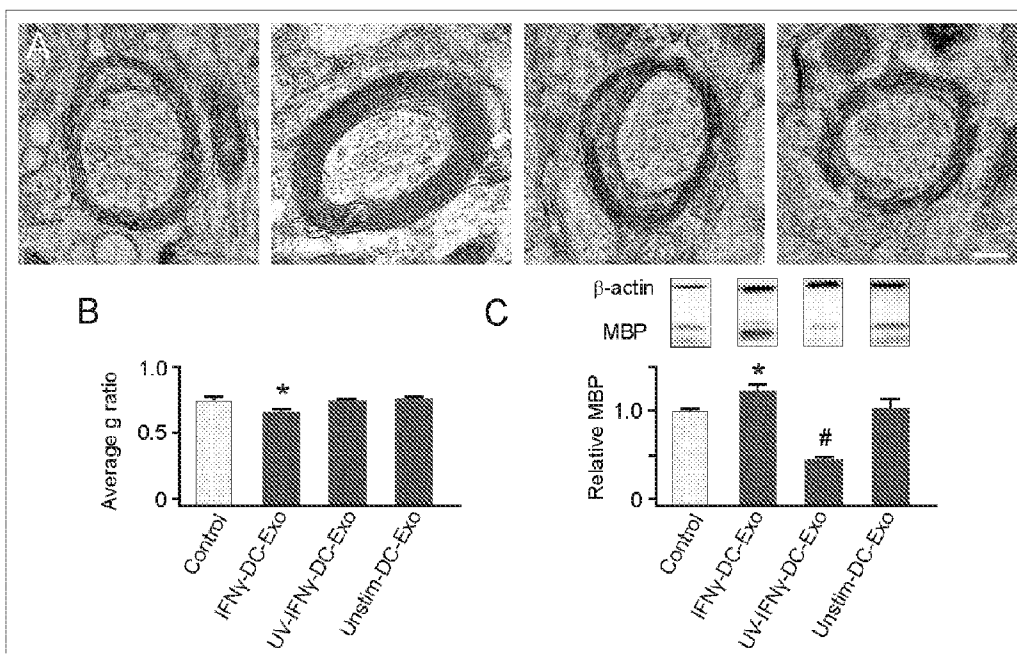 A
B
C
β-actin
MBP
Average g ratio
1.0
0.5
0
Control
IFNγ-DC-Exo
UV-IFNγ-DC-Exo
Unstim-DC-Exo
Relative MBP
1.0
0
*
*
#
Control
IFNγ-DC-Exo
UV-IFNγ-DC-Exo
Unstim-DC-Exo